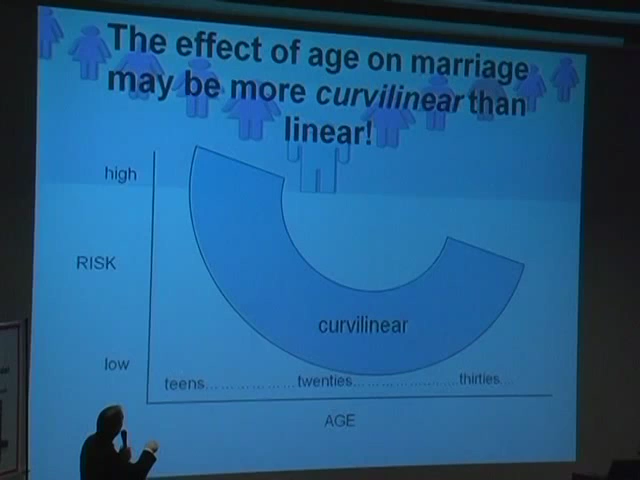 The effect of age on marriage
may be more curvilinear than
linear!
high
RISK
curvilinear
low
teens………………twenties………………….thirties…
AGE